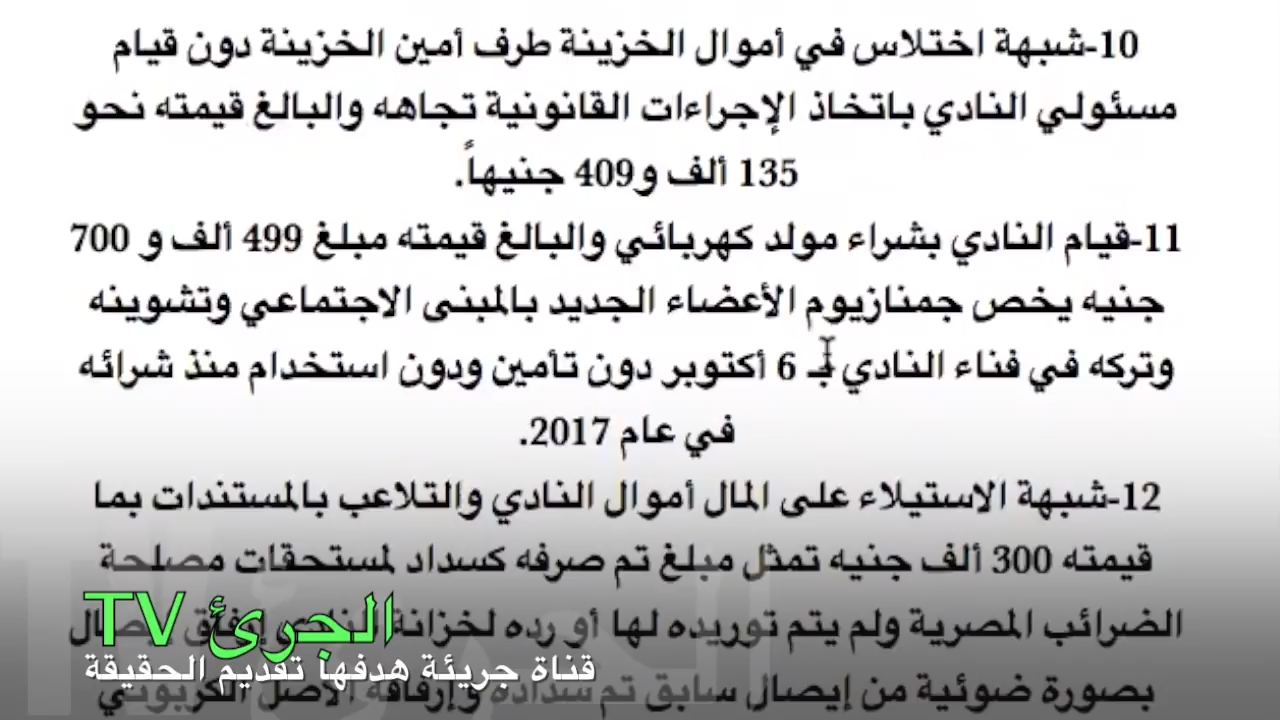 10-شبهة اختلاس في أموال الخزينة طرف أمين الخزينة دون قيام
مسئولي النادي باتخاذ الإجراءات القانونية تجاهه والبالغ قيمته نحو
135 ألف و409 جنيهاً.
11-قيام النادي بشراء مولد كهربائي والبالغ قيمته مبلغ 499 ألف و 700
جنيه يخص جمنازيوم الأعضاء الجديد بالمبنى الاجتماعي وتشوينه
وتركه في فناء النادي بـ 6 أكتوبر دون تأمين ودون استخدام منذ شرائه
في عام 2017.
12-شبهة الاستيلاء على المال أموال النادي والتلاعب بالمستندات بما
قيمته 300 ألف جنيه تمثل مبلغ تم صرفه كسداد لمستحقات مصلحة
الضرائب المصرية ولم يتم توريده لها أو رده لخزانة النادي
بصورة ضوئية من إيصال سابق تم سداده وإرفاقه الأصل الكربوني
الجرئ TV
قناة جريئة هدفها تقديم الحقيقة